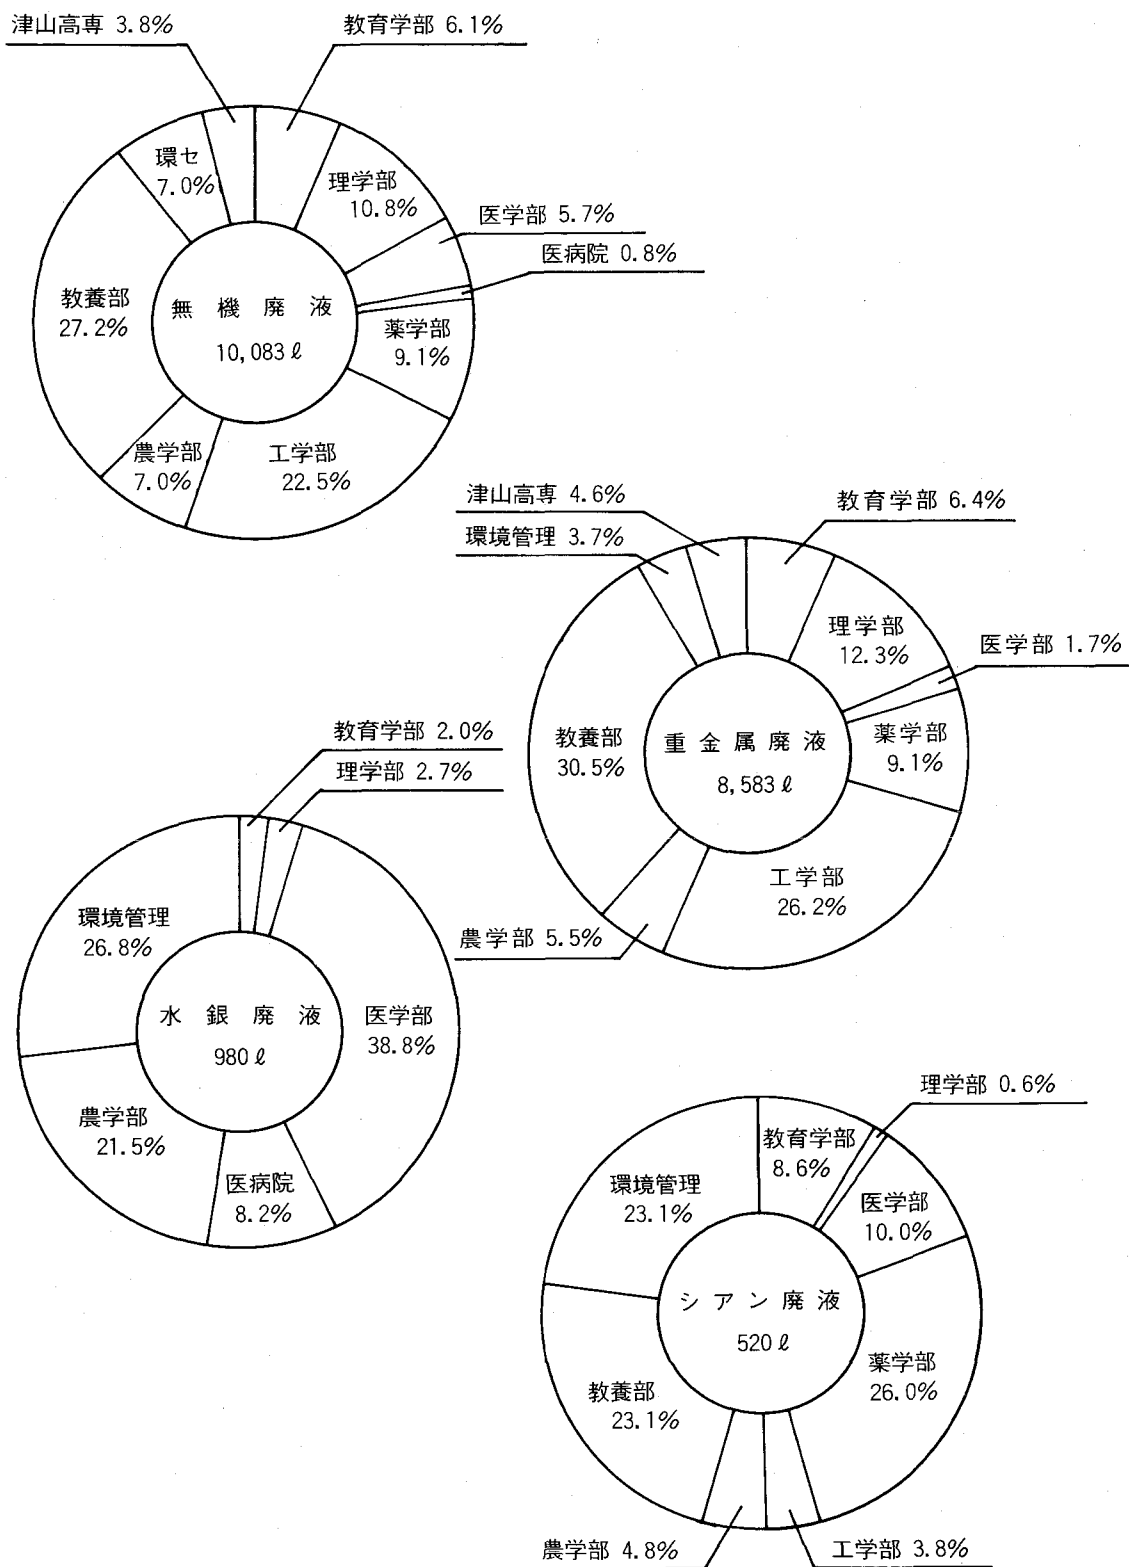 津山高専 3.8%
教育学部 6.1%
環セ
7.0%
理学部
10.8%
医学部 5.7%
医病院 0.8%
教養部
27.2%
無機廃液
10,083ℓ
薬学部
9.1%
農学部
7.0%
工学部
22.5%
津山高専 4.6%
教育学部 6.4%
環境管理 3.7%
理学部
12.3%
医学部 1.7%
教養部
30.5%
重金属廃液
8,583ℓ
薬学部
9.1%
工学部
26.2%
農学部 5.5%
教育学部 2.0%
理学部 2.7%
環境管理
26.8%
水銀廃液
980ℓ
医学部
38.8%
農学部
21.5%
医病院
8.2%
理学部 0.6%
教育学部
8.6%
環境管理
23.1%
医学部
10.0%
シアン廃液
520ℓ
薬学部
26.0%
教養部
23.1%
農学部 4.8%
工学部 3.8%